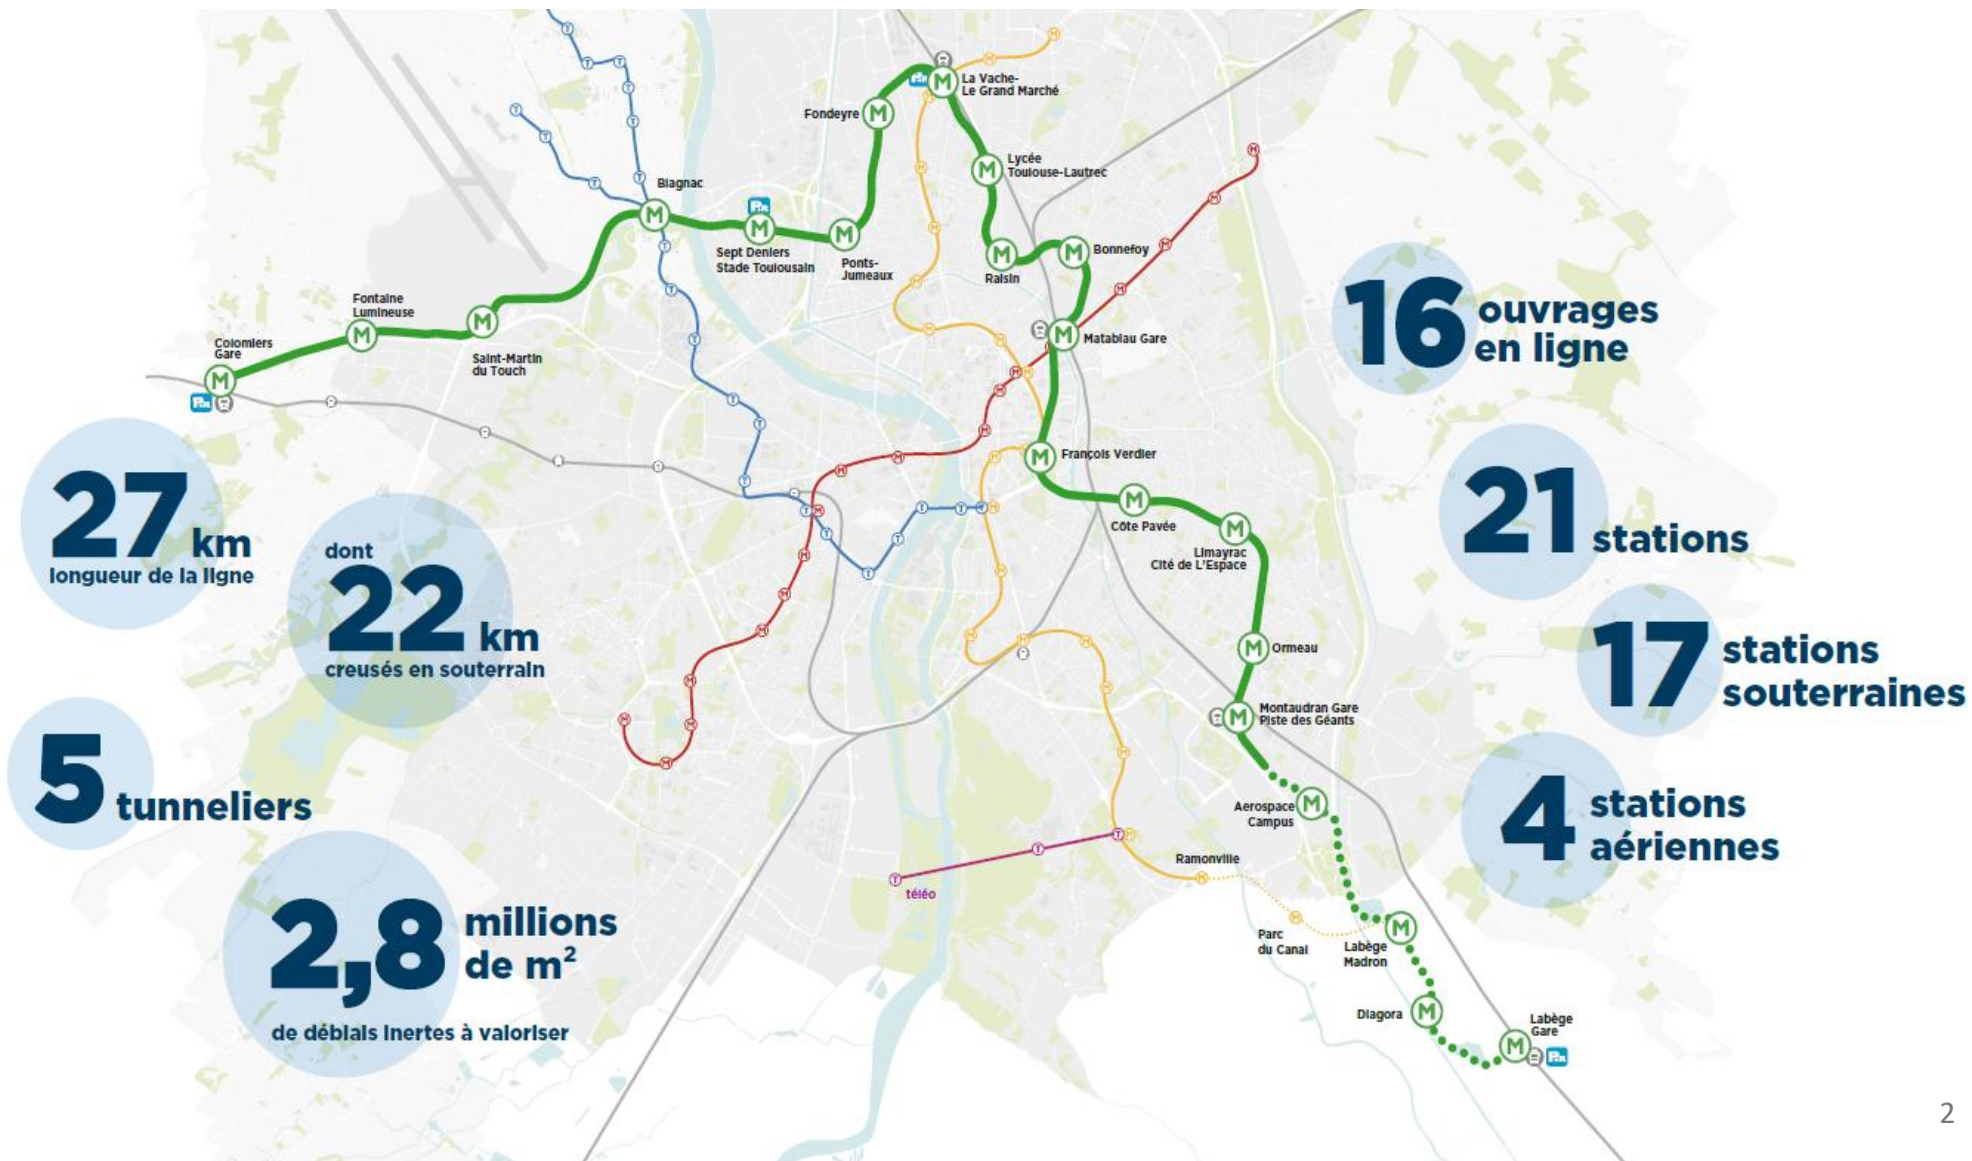 La Vache-
Le Grand Marché
Fondeyre
Lycée
Toulouse-Lautrec
Blagnac
Sept Deniers
Stade Toulousain
Ponts-
Jumeaux
Raisin
Bonnefoy
Fontaine
Lumineuse
Colomiers
Gare
Saint-Martin
du Touch
Matabiau Gare
François Verdier
Côte Pavée
Limayrac
Cité de L'Espace
Ormeau
Montaudran Gare
Piste des Géants
Aerospace
Campus
Ramonville
téléo
Parc
du Canal
Labège
Madron
Diagora
Labège
Gare
27 km
longueur de la ligne
dont
22 km
creusés en souterrain
5 tunneliers
2,8 millions
de m²
de déblais inertes à valoriser
16 ouvrages
en ligne
21 stations
17 stations
souterraines
4 stations
aériennes
2